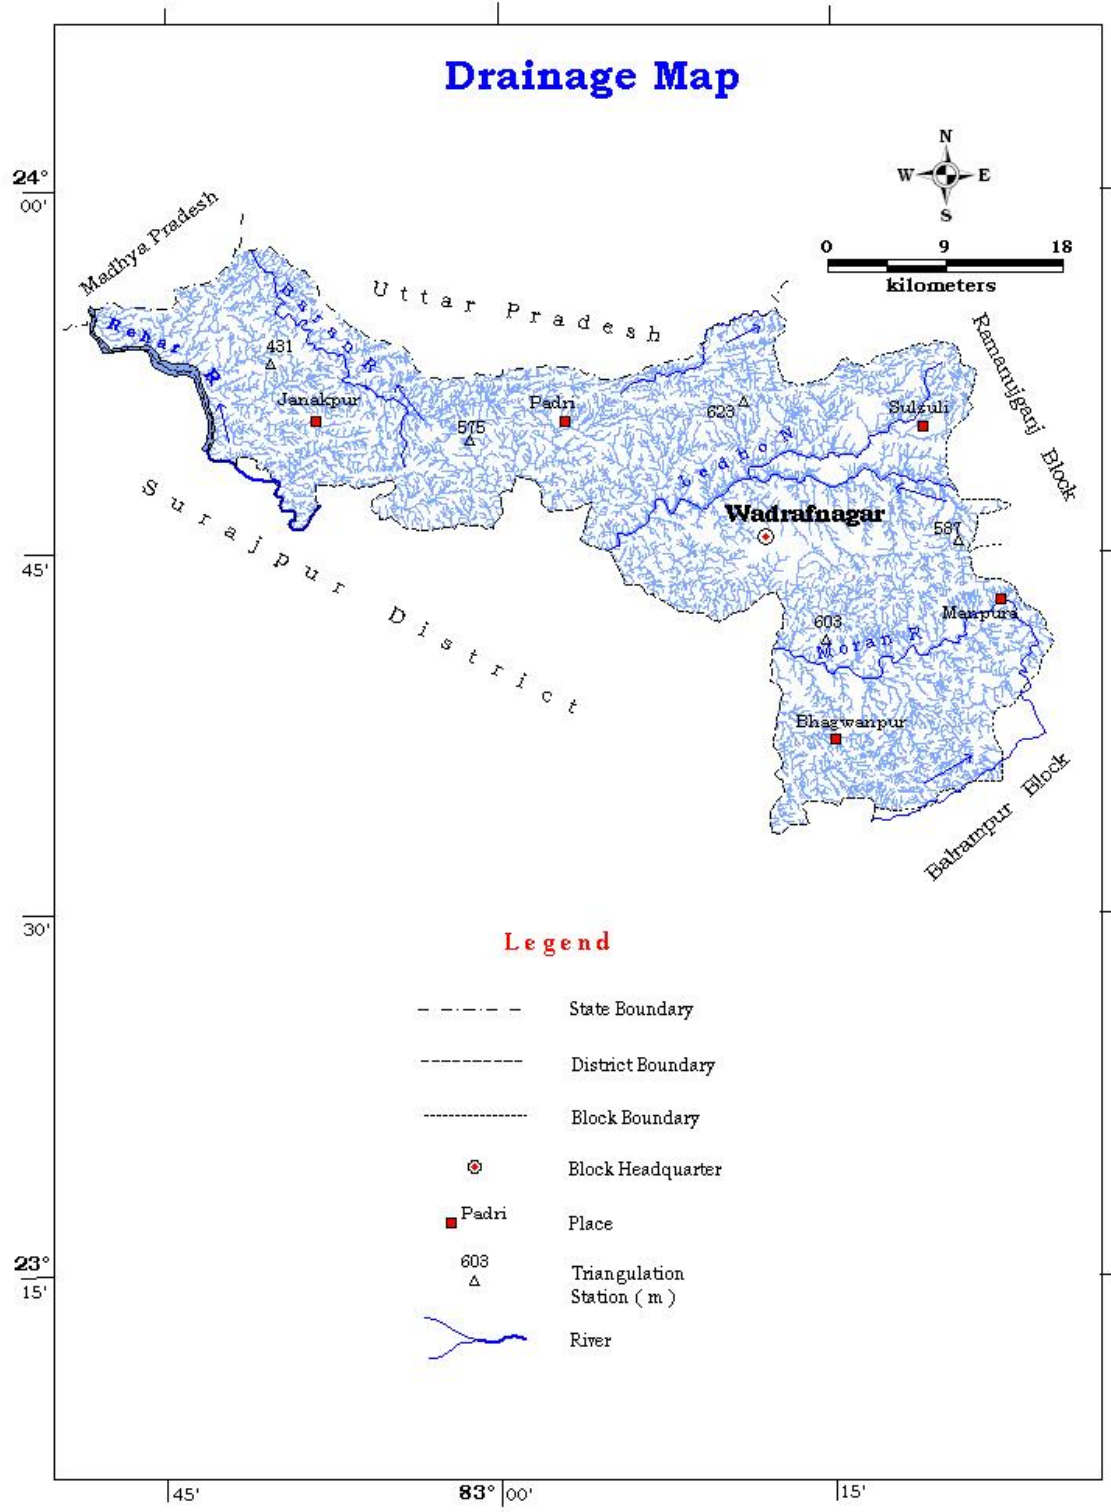 Drainage Map
N
W E
S
24°
00'
0 9 18
kilometers
Madhya Pradesh
Uttar Pradesh
Ramanujganj Block
Rehar R
431
Janakpur
575
Padri
623
Sulsuli
Wadrafnagar
587
Surajpur District
45'
Manpura
603
Moran R
Bhagwanpur
Balrampur Block
30'
Legend
State Boundary
District Boundary
Block Boundary
Block Headquarter
Padri
Place
603
Triangulation
Station ( m )
River
23°
15'
45' 83° 00' 15'